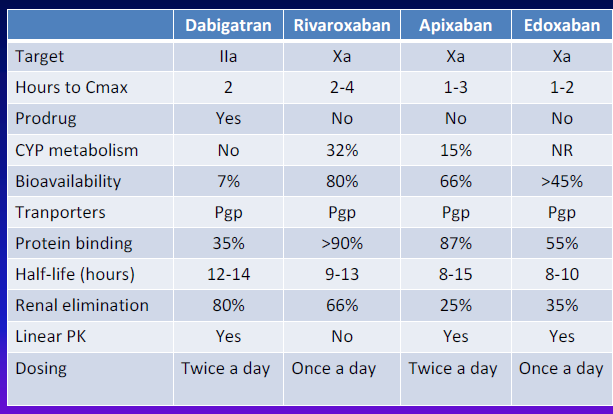 Dabigatran Rivaroxaban Apixaban Edoxaban
Target IIa Xa Xa Xa
Hours to Cmax 2 2-4 1-3 1-2
Prodrug Yes No No No
CYP metabolism No 32% 15% NR
Bioavailability 7% 80% 66% >45%
Tranporters Pgp Pgp Pgp Pgp
Protein binding 35% >90% 87% 55%
Half-life (hours) 12-14 9-13 8-15 8-10
Renal elimination 80% 66% 25% 35%
Linear PK Yes No Yes Yes
Dosing Twice a day Once a day Twice a day Once a day